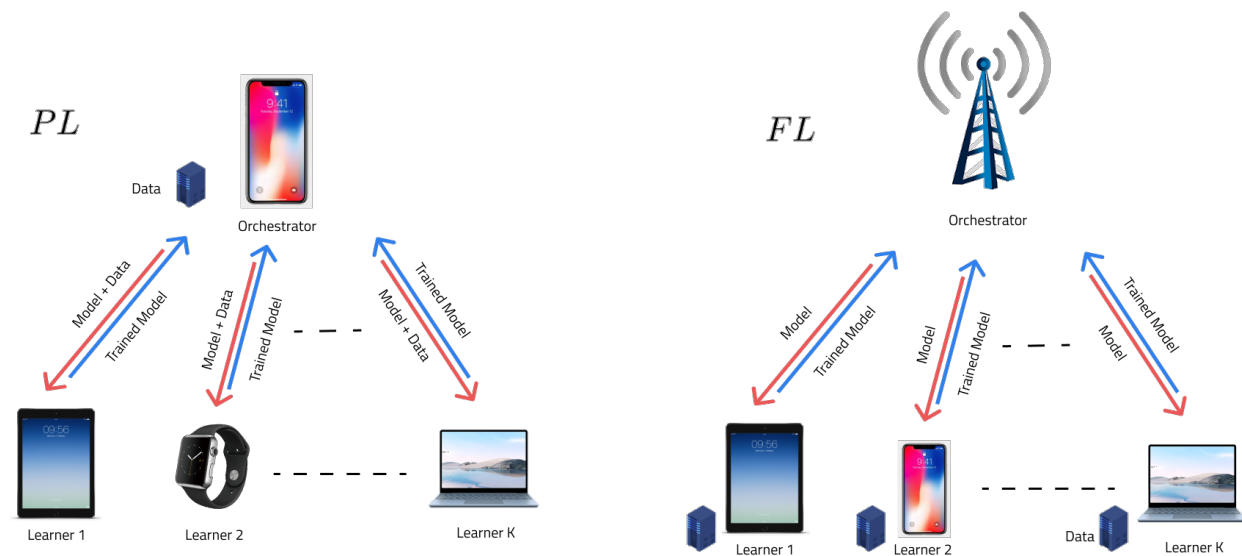 PL
9:41
Data
Orchestrator
Model + Data
Trained Model
Model + Data
Trained Model
Trained Model
Model + Data
09:56
Learner 1
Learner 2
Learner K
FL
Orchestrator
Model
Trained Model
Model
Trained Model
Trained Model
Model
09:56
9:41
Data
Learner 1
Learner 2
Learner K